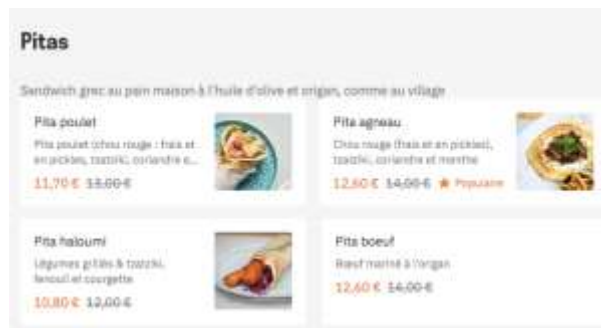 Pitas
Sandwich grec au pain maison à l'huile d'olive et origan, comme au village
Pita poulet
Pita poulet (chou rouge : frais et
en pickles, tzatziki, coriandre e...
11,70 € 13,00 €
Pita agneau
Chou rouge (frais et en pickles),
tzatziki, coriandre et menthe
12,60 € 14,00 € ★ Populaire
Pita haloumi
Légumes grillés & tzatziki,
fenouil et courgette
10,80 € 12,00 €
Pita boeuf
Bœuf mariné à l'origan
12,60 € 14,00 €